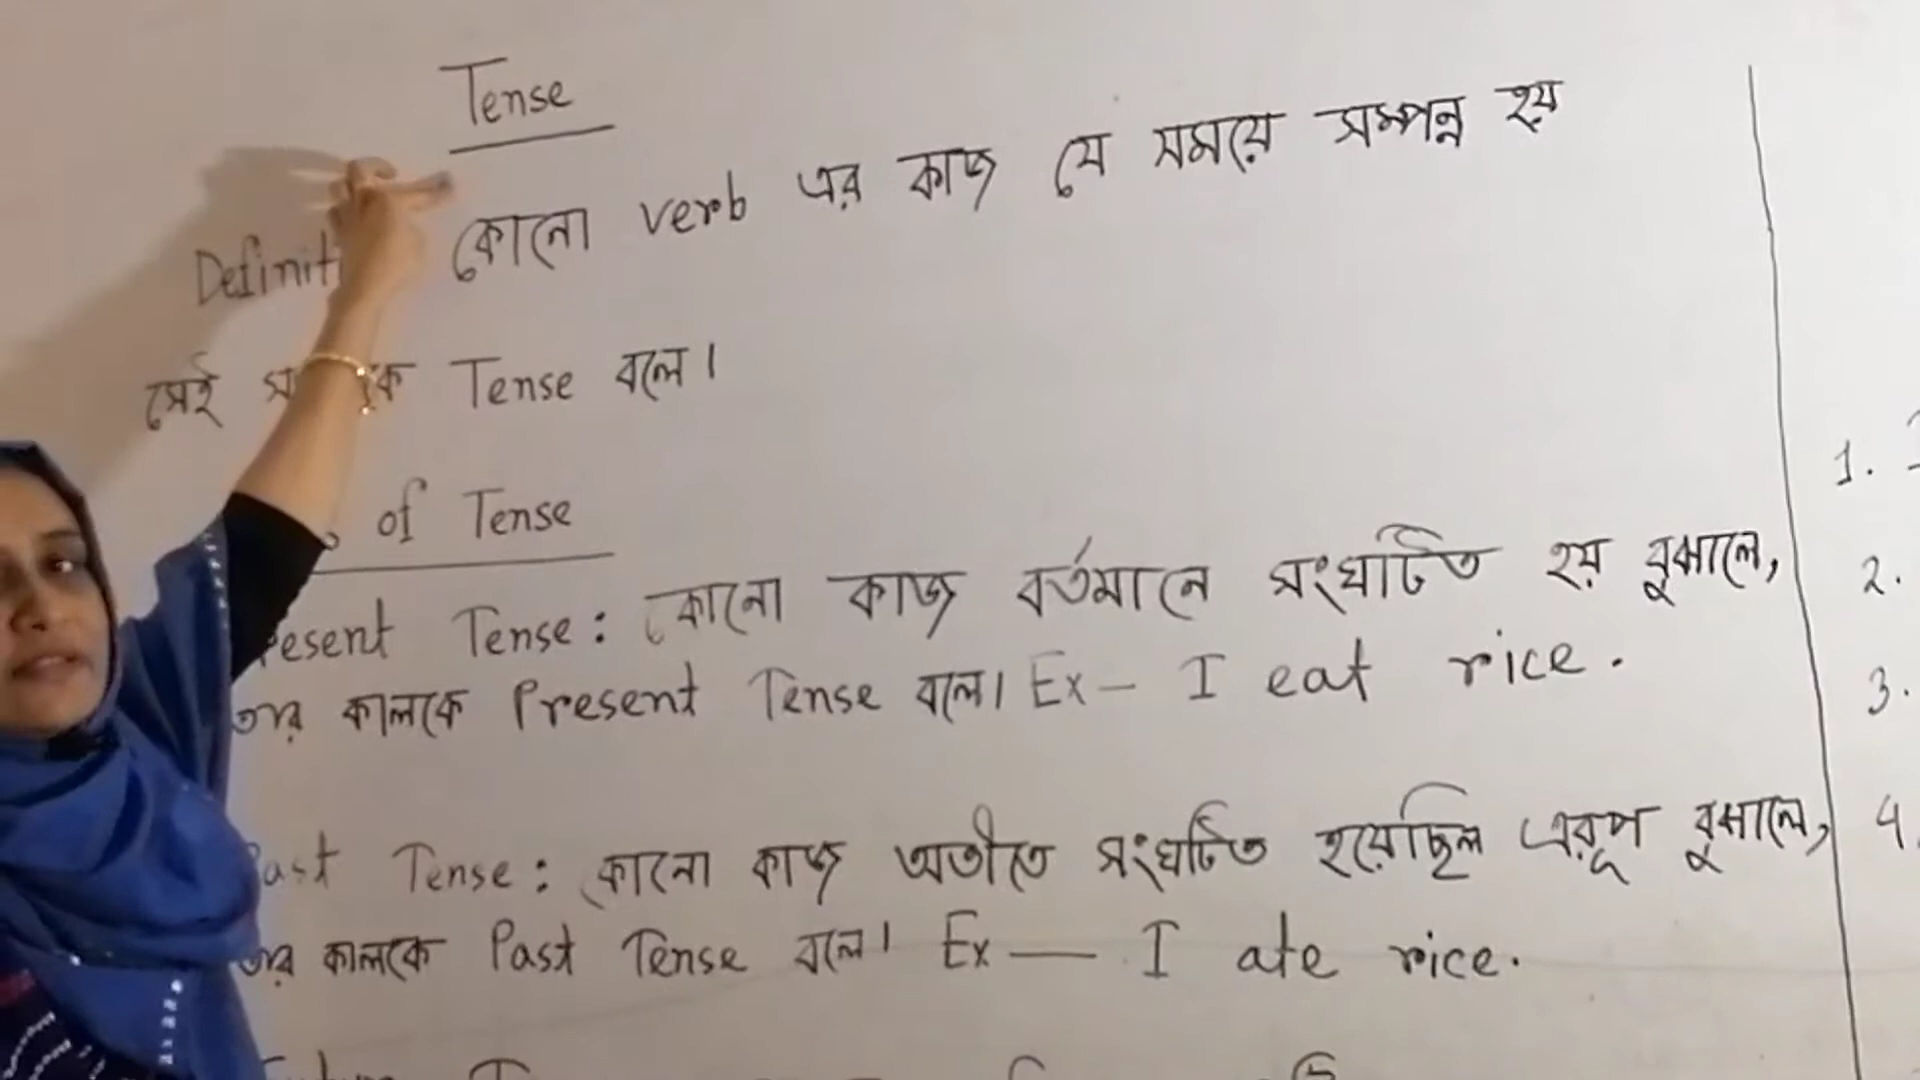 Tense
কোনো verb এর কাজ যে সময়ে সম্পন্ন হয়
সেই Tense বলে।
of Tense
Tense: কোনো কাজ বর্তমানে সংঘটিত হয় বুঝালে,
তার কালকে Present Tense বলে। Ex- I eat rice.
Tense: কোনো কাজ অতীতে সংঘটিত হয়েছিল এরূপ বুঝালে,
তার কালকে Past Tense বলে। Ex- I ate rice.
1.
2.
3.
4.